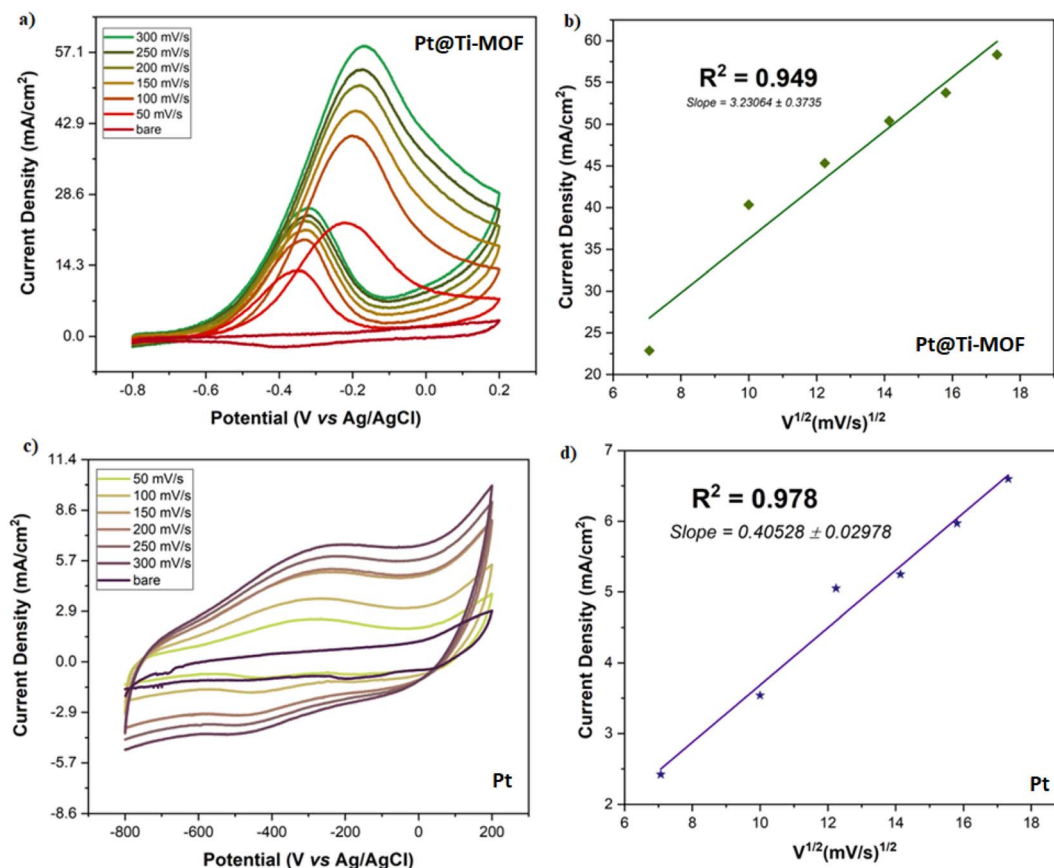 a)
Pt@Ti-MOF
300 mV/s
250 mV/s
200 mV/s
150 mV/s
100 mV/s
50 mV/s
bare
57.1
42.9
28.6
14.3
0.0
Current Density (mA/cm²)
-0.8 -0.6 -0.4 -0.2 0.0 0.2
Potential (V vs Ag/AgCl)
b)
R² = 0.949
Slope = 3.23064 ± 0.3735
60
55
50
45
40
35
30
25
20
Current Density (mA/cm²)
Pt@Ti-MOF
6 8 10 12 14 16 18
V^1/2(mV/s)^1/2
c)
50 mV/s
100 mV/s
150 mV/s
200 mV/s
250 mV/s
300 mV/s
bare
11.4
8.6
5.7
2.9
0.0
-2.9
-5.7
-8.6
Current Density (mA/cm²)
Pt
-800 -600 -400 -200 0 200
Potential (V vs Ag/AgCl)
d)
R² = 0.978
Slope = 0.40528 ± 0.02978
7
6
5
4
3
2
Current Density (mA/cm²)
Pt
6 8 10 12 14 16 18
V^1/2(mV/s)^1/2